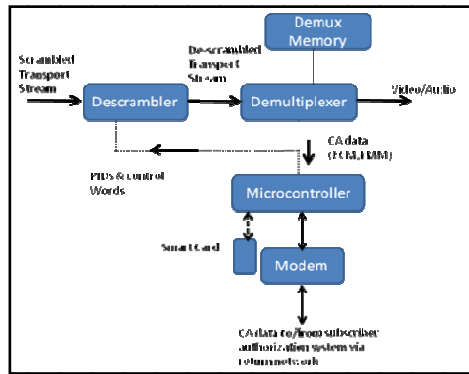 Demux
Memory
De-scrambled
Transport
Stream
Scrambled
Transport
Stream
Descrambler
Demultiplexer
Video/Audio
CA data
(ECM,EMM)
PIDS & control
Words
Microcontroller
Smart Card
Modem
CA data to/from subscriber
authorization system via
return network